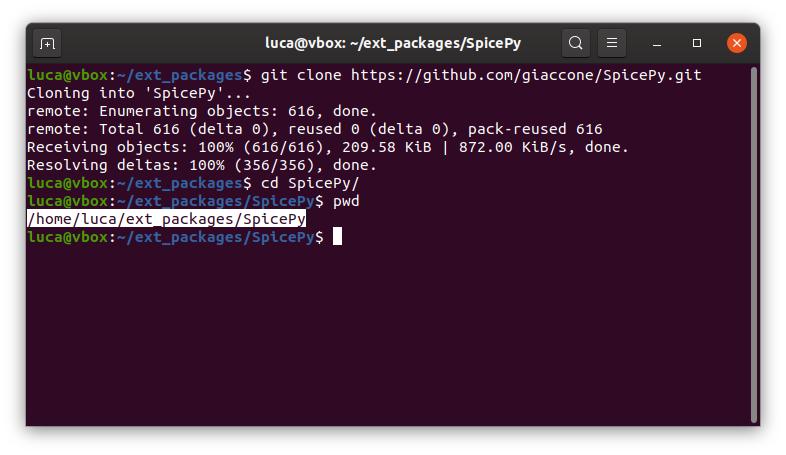 luca@vbox: ~/ext_packages/SpicePy
luca@vbox:~/ext_packages$ git clone https://github.com/giaccone/SpicePy.git
Cloning into 'SpicePy'...
remote: Enumerating objects: 616, done.
remote: Total 616 (delta 0), reused 0 (delta 0), pack-reused 616
Receiving objects: 100% (616/616), 209.58 KiB | 872.00 KiB/s, done.
Resolving deltas: 100% (356/356), done.
luca@vbox:~/ext_packages$ cd SpicePy/
luca@vbox:~/ext_packages/SpicePy$ pwd
/home/luca/ext_packages/SpicePy
luca@vbox:~/ext_packages/SpicePy$